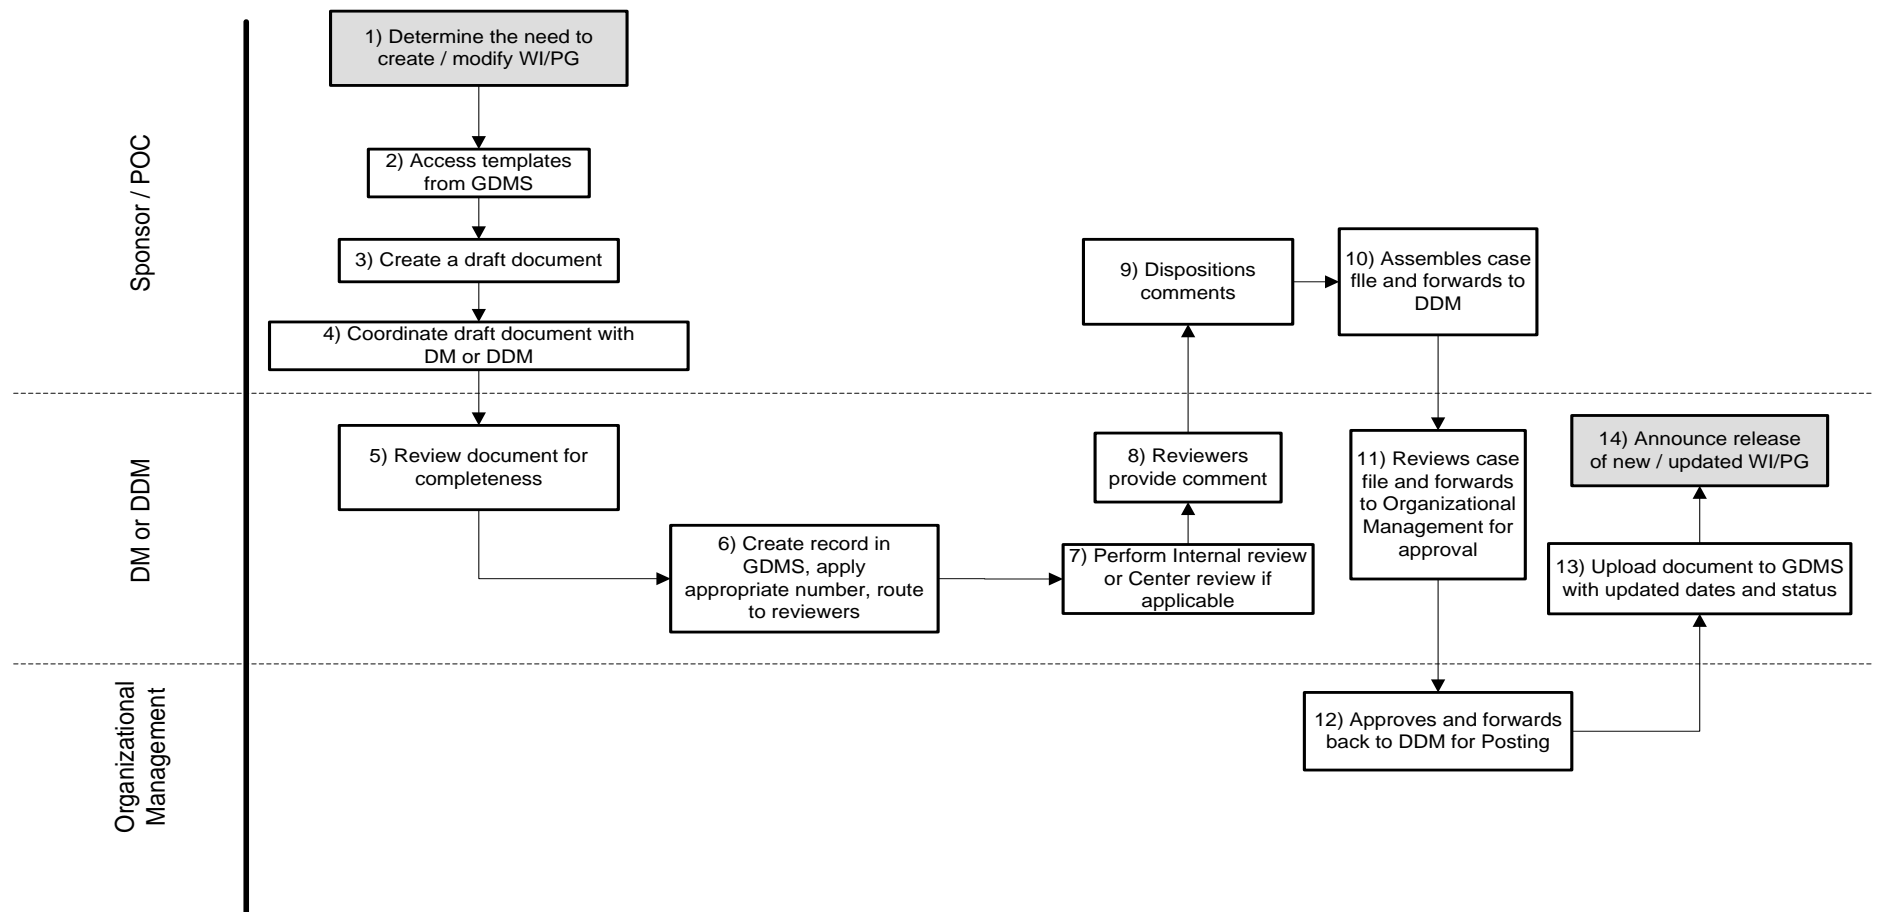 Sponsor / POC
1) Determine the need to
create / modify WI/PG
2) Access templates
from GDMS
3) Create a draft document
4) Coordinate draft document with
DM or DDM
9) Dispositions
comments
10) Assembles case
flle and forwards to
DDM
DM or DDM
5) Review document for
completeness
6) Create record in
GDMS, apply
appropriate number, route
to reviewers
7) Perform Internal review
or Center review if
applicable
8) Reviewers
provide comment
11) Reviews case
file and forwards
to Organizational
Management for
approval
14) Announce release
of new / updated WI/PG
13) Upload document to GDMS
with updated dates and status
Organizational
Management
12) Approves and forwards
back to DDM for Posting